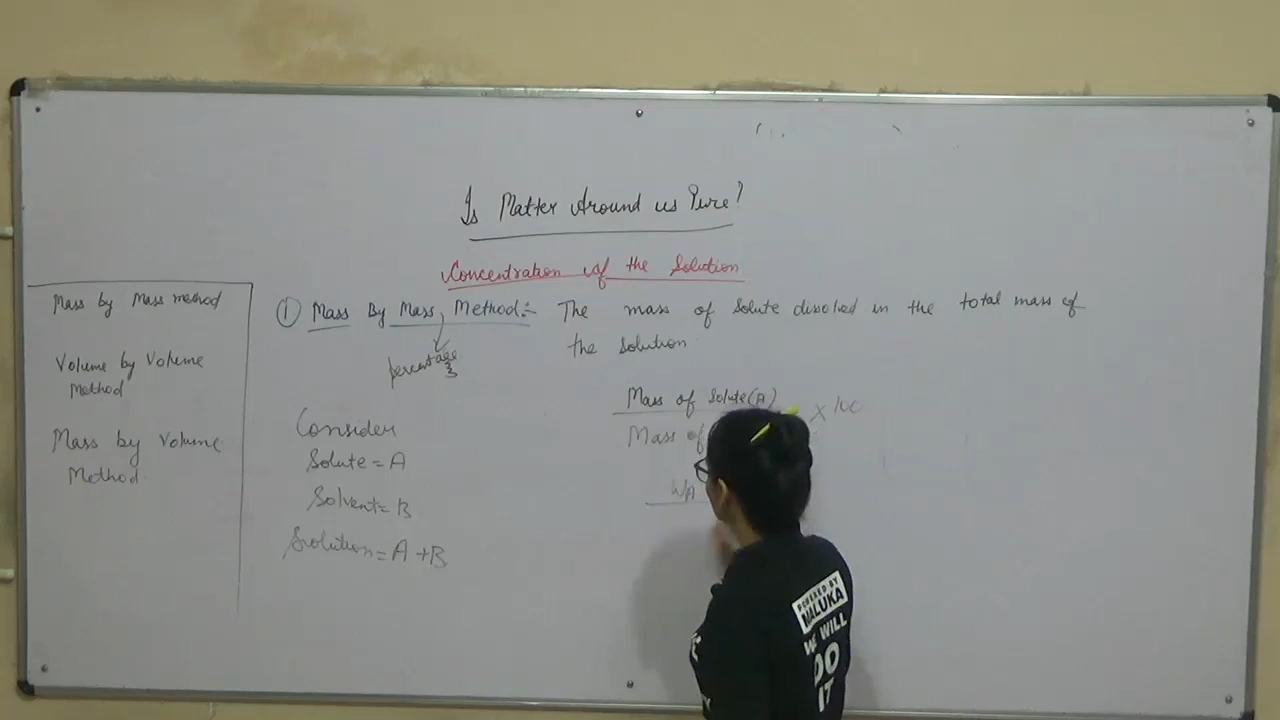 Is Matter Around us Pure?
Concentration of the Solution
Mass by Mass method
Volume by Volume
Method
Mass by Volume
Method
① Mass By Mass Method:- The mass of Solute disolled in the total mass of
the Solution
percentage
Consider
Solute = A
Solvent = B
Solution = A + B
Mass of Solute(A) x 100
Mass of
WA
POWERED BY
MALUKA
WE WILL
DO
IT